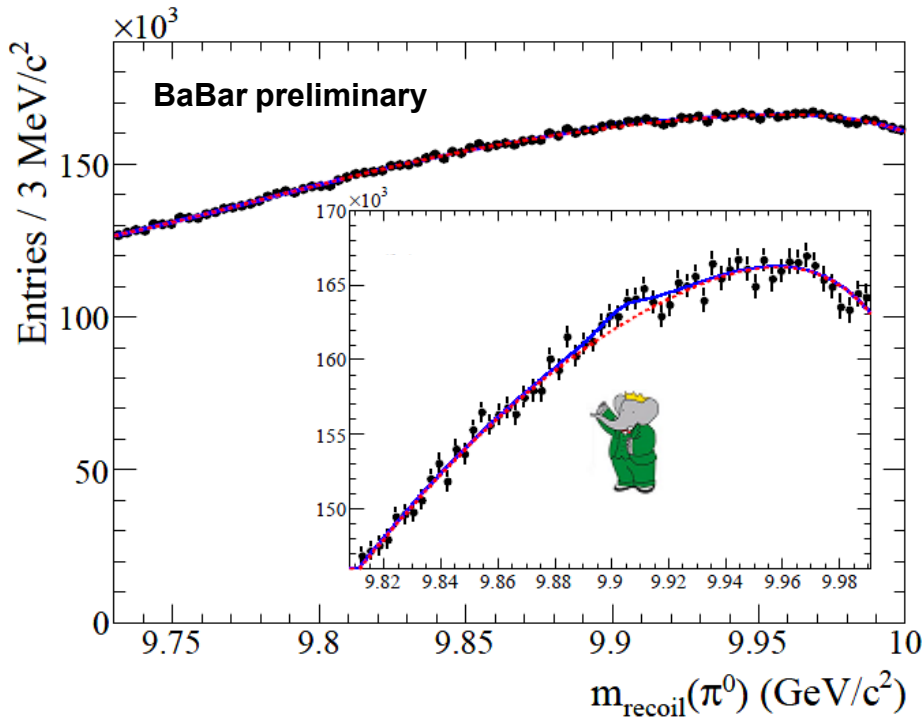 ×10³
Entries / 3 MeV/c²
BaBar preliminary
150
100
50
0
×10³
170
165
160
155
150
9.82 9.84 9.86 9.88 9.9 9.92 9.94 9.96 9.98
9.75 9.8 9.85 9.9 9.95 10
m_recoil(π⁰) (GeV/c²)